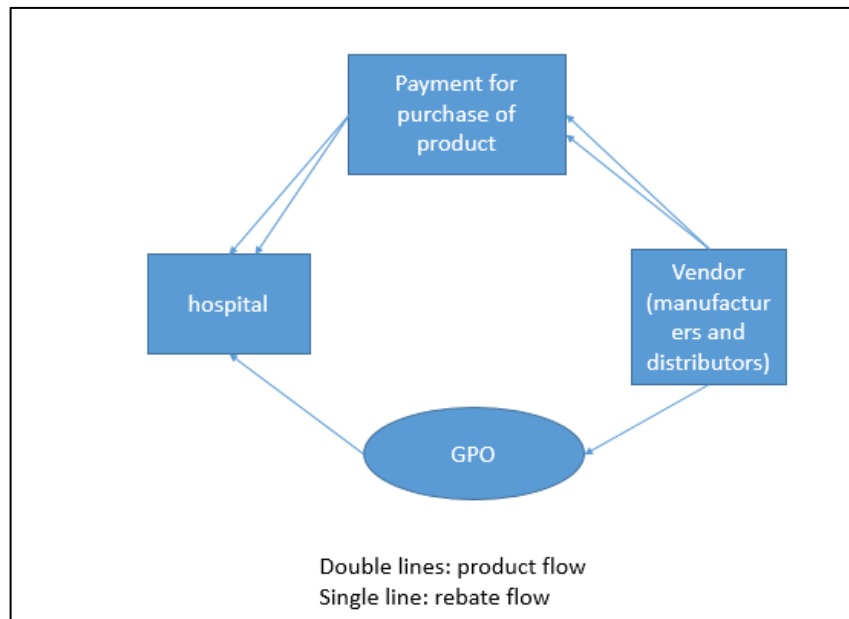 Payment for
purchase of
product
hospital
Vendor
(manufactur
ers and
distributors)
GPO
Double lines: product flow
Single line: rebate flow